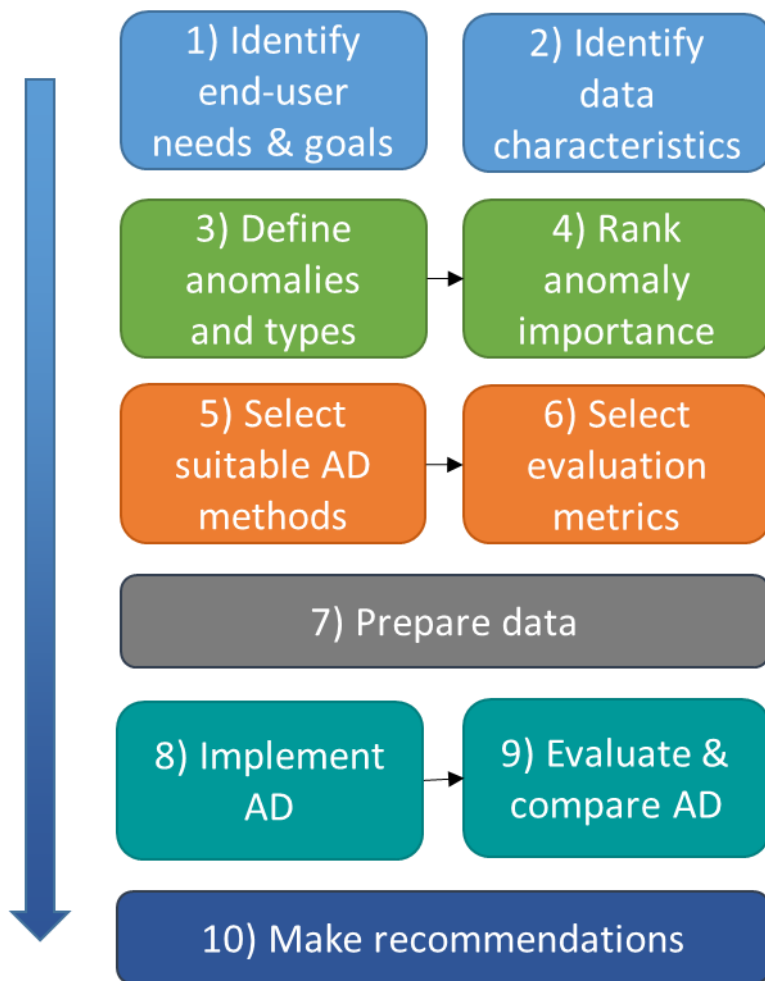 1) Identify
end-user
needs & goals
2) Identify
data
characteristics
3) Define
anomalies
and types
4) Rank
anomaly
importance
5) Select
suitable AD
methods
6) Select
evaluation
metrics
7) Prepare data
8) Implement
AD
9) Evaluate &
compare AD
10) Make recommendations